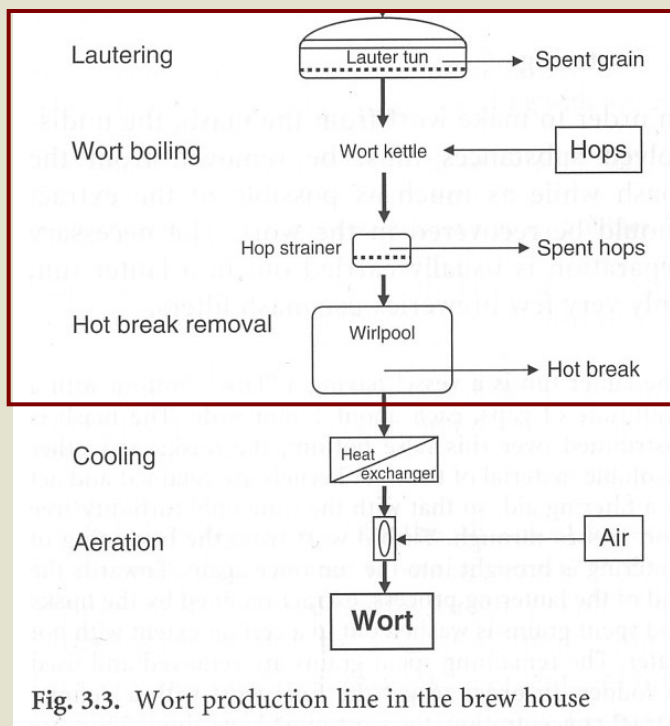 Lautering
Lauter tun
Spent grain
Wort boiling
Wort kettle
Hops
Hop strainer
Spent hops
Hot break removal
Wirlpool
Hot break
Cooling
Heat
exchanger
Aeration
Air
Wort
Fig. 3.3. Wort production line in the brew house